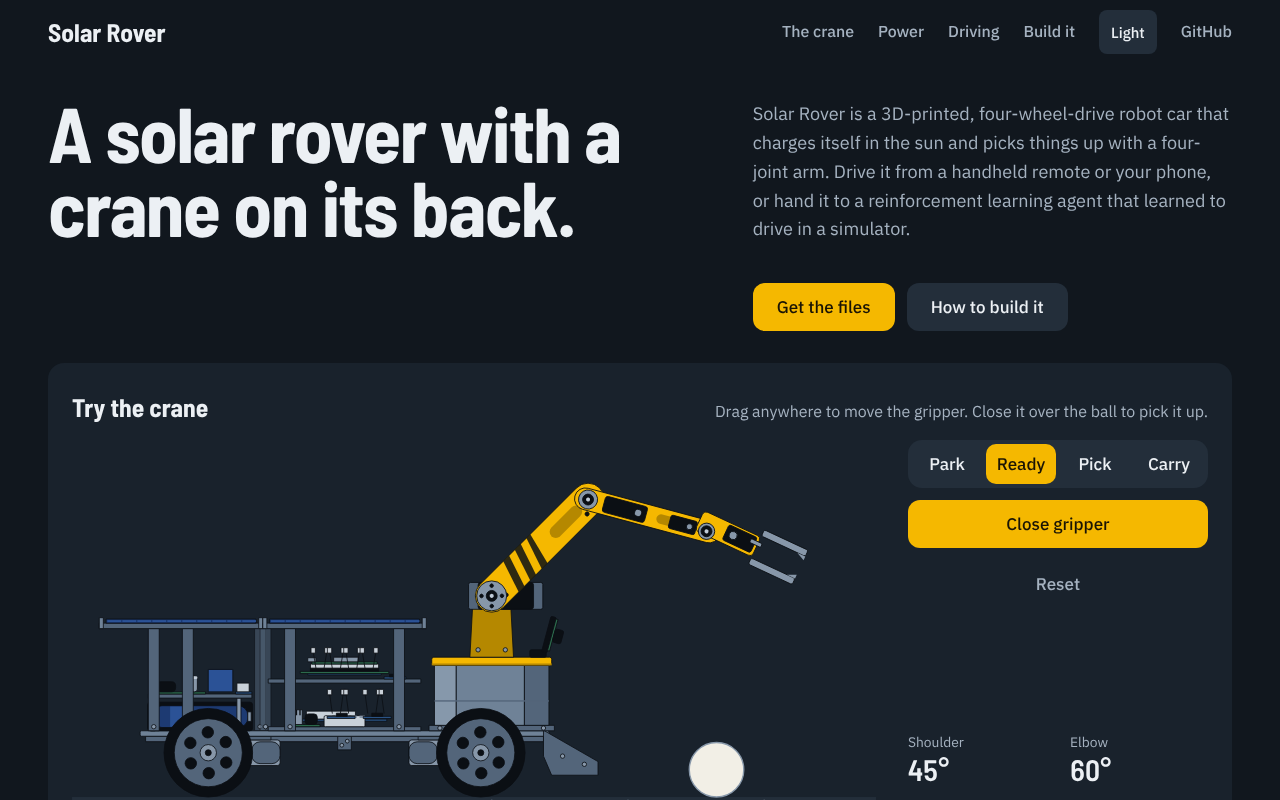 Solar Rover
The crane
Power
Driving
Build it
Light
GitHub
A solar rover with a
crane on its back.
Solar Rover is a 3D-printed, four-wheel-drive robot car that
charges itself in the sun and picks things up with a four-
joint arm. Drive it from a handheld remote or your phone,
or hand it to a reinforcement learning agent that learned to
drive in a simulator.
Get the files
How to build it
Try the crane
Drag anywhere to move the gripper. Close it over the ball to pick it up.
Park
Ready
Pick
Carry
Close gripper
Reset
Shoulder
Elbow
45°
60°